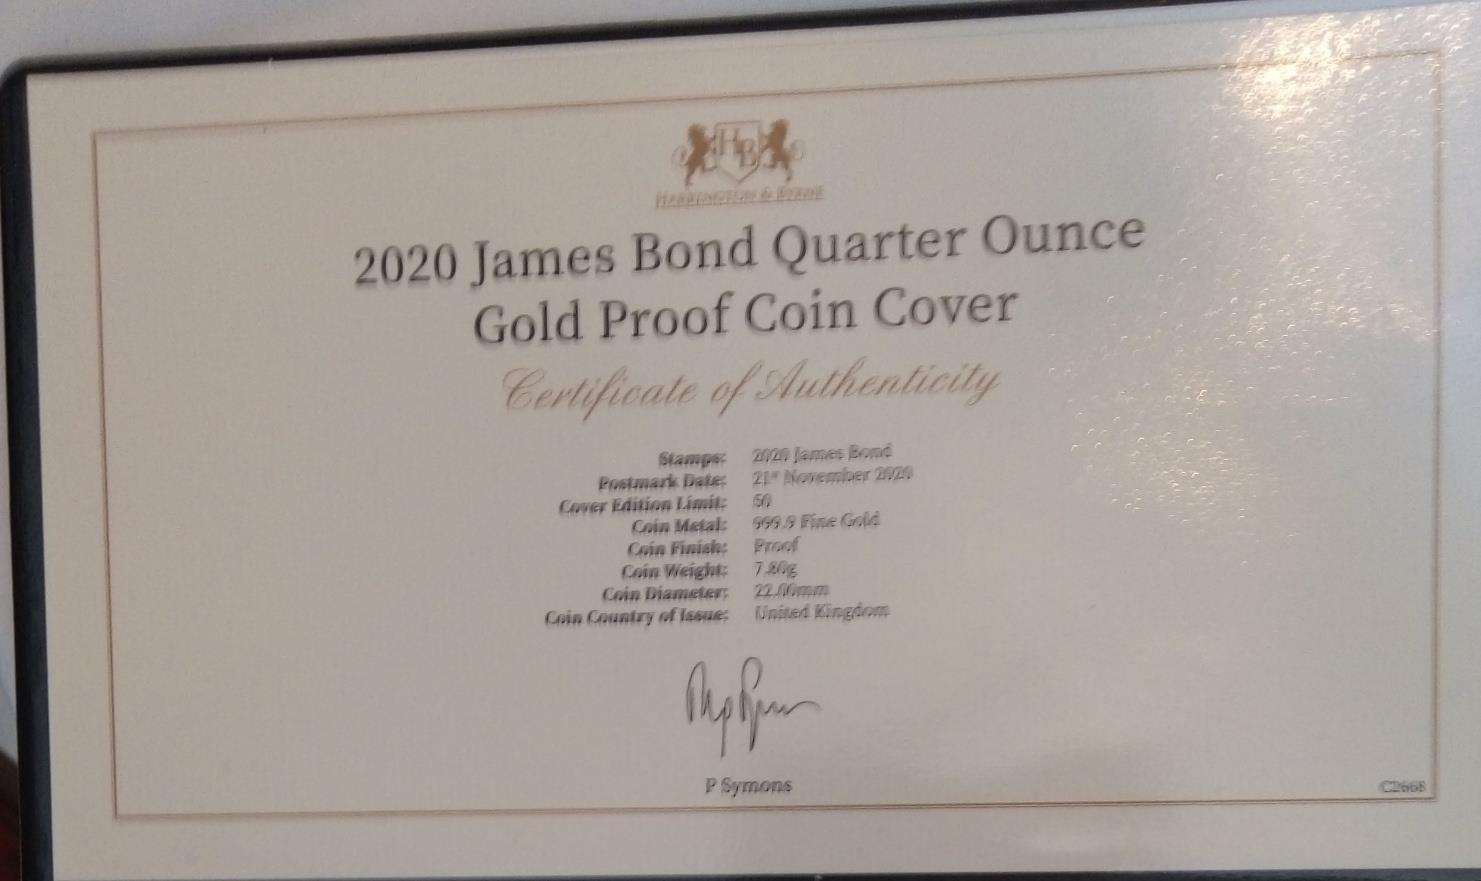 HB
HARRINGTON & BYRNE
2020 James Bond Quarter Ounce
Gold Proof Coin Cover
Certificate of Authenticity
Stamps: 2020 James Bond
Postmark Date: 21st November 2020
Cover Edition Limit: 50
Coin Metal: 999.9 Fine Gold
Coin Finish: Proof
Coin Weight: 7.80g
Coin Diameter: 22.00mm
Coin Country of Issue: United Kingdom
P Symons
C2668